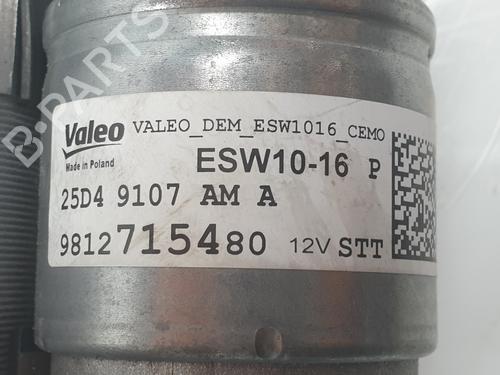 Valeo VALEO_DEM_ESW1016_CEMO
Made in Poland
ESW10-16 P
25D4 9107 AM A
9812715480 12V STT
B-PARTS